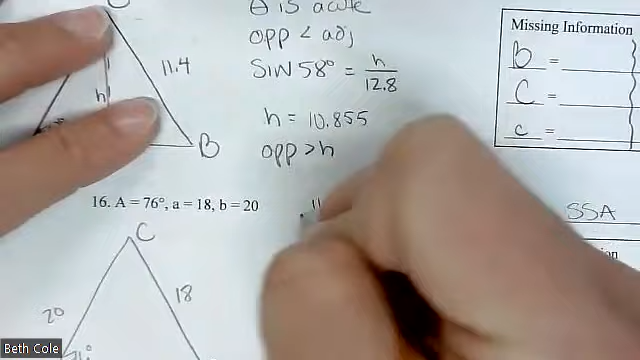 θ is acute
opp < adj
11.4
sin 58° = h/12.8
h
h = 10.855
B
opp > h
Missing Information
B =
C =
c =
16. A = 76°, a = 18, b = 20
11
SSA
C
20
18
Beth Cole